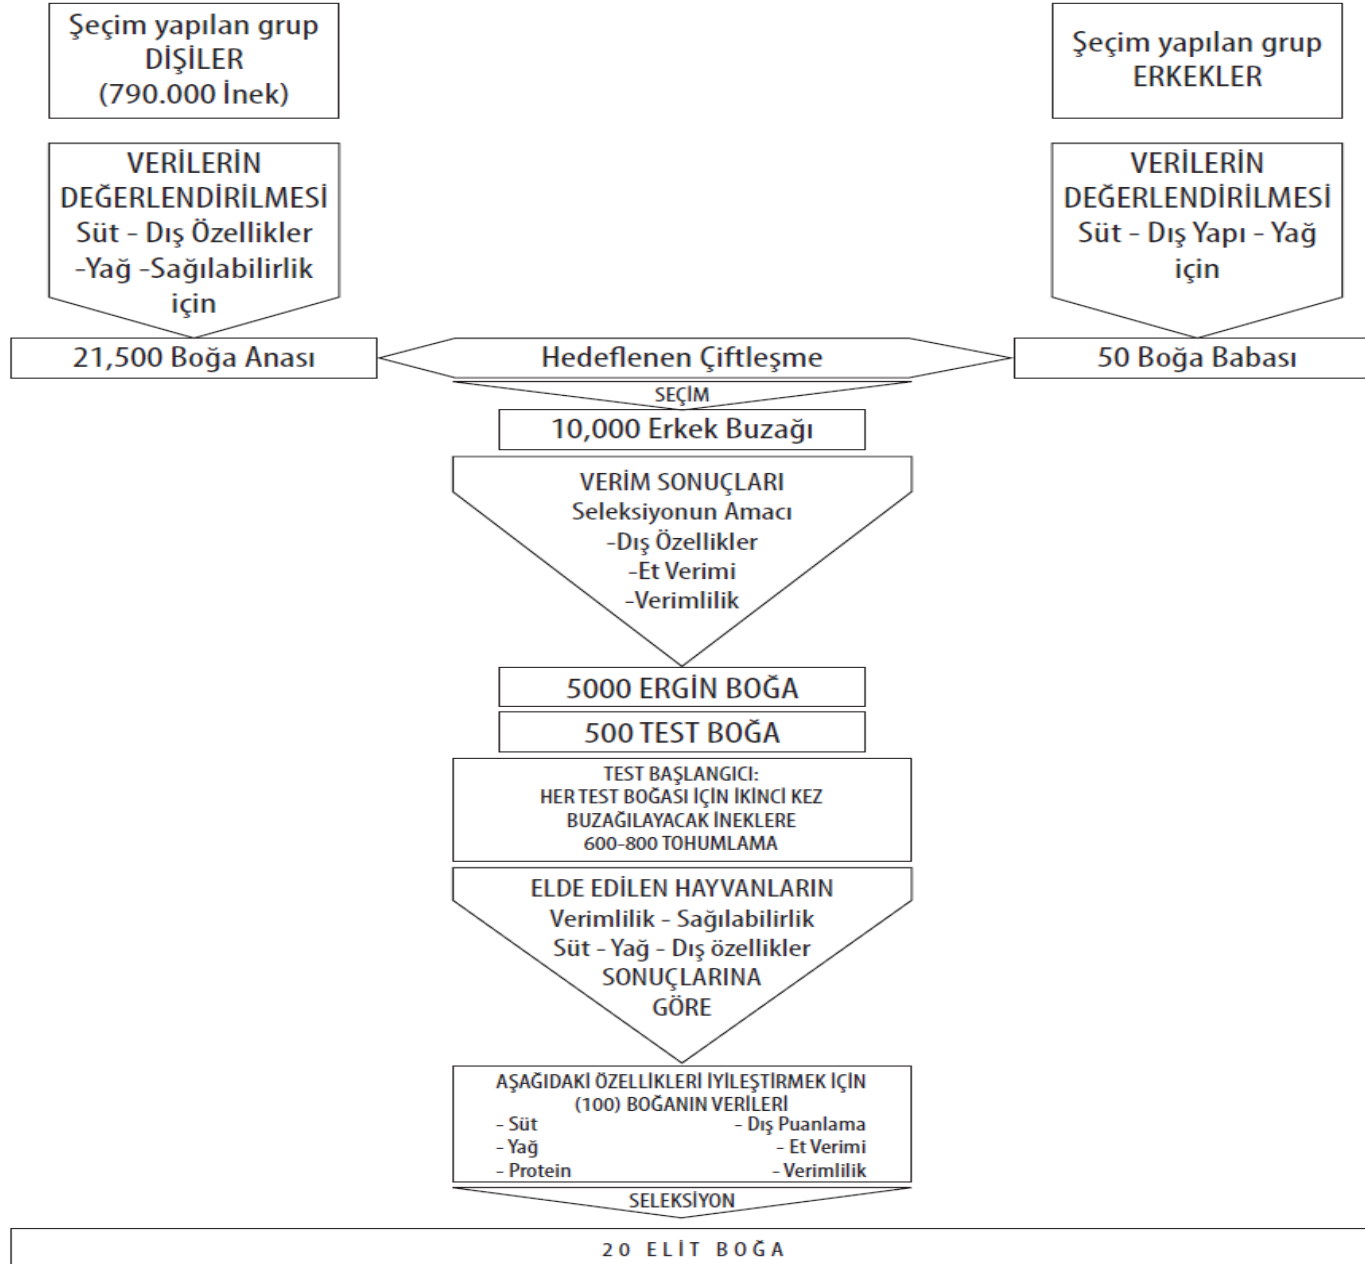 Şeçim yapılan grup
DİŞİLER
(790.000 İnek)
Şeçim yapılan grup
ERKEKLER
VERİLERİN
DEĞERLENDİRİLMESİ
Süt - Dış Özellikler
-Yağ -Sağılabilirlik
için
VERİLERİN
DEĞERLENDİRİLMESİ
Süt - Dış Yapı - Yağ
için
21,500 Boğa Anası
Hedeflenen Çiftleşme
50 Boğa Babası
SEÇİM
10,000 Erkek Buzağı
VERİM SONUÇLARI
Seleksiyonun Amacı
-Dış Özellikler
-Et Verimi
-Verimlilik
5000 ERGİN BOĞA
500 TEST BOĞA
TEST BAŞLANGICI:
HER TEST BOĞASI İÇİN İKİNCİ KEZ
BUZAĞILAYACAK İNEKLERE
600-800 TOHUMLAMA
ELDE EDİLEN HAYVANLARIN
Verimlilik - Sağılabilirlik
Süt - Yağ - Dış özellikler
SONUÇLARINA
GÖRE
AŞAĞIDAKİ ÖZELLİKLERİ İYİLEŞTİRMEK İÇİN
(100) BOĞANIN VERİLERİ
- Süt - Dış Puanlama
- Yağ - Et Verimi
- Protein - Verimlilik
SELEKSİYON
20 ELİT BOĞA